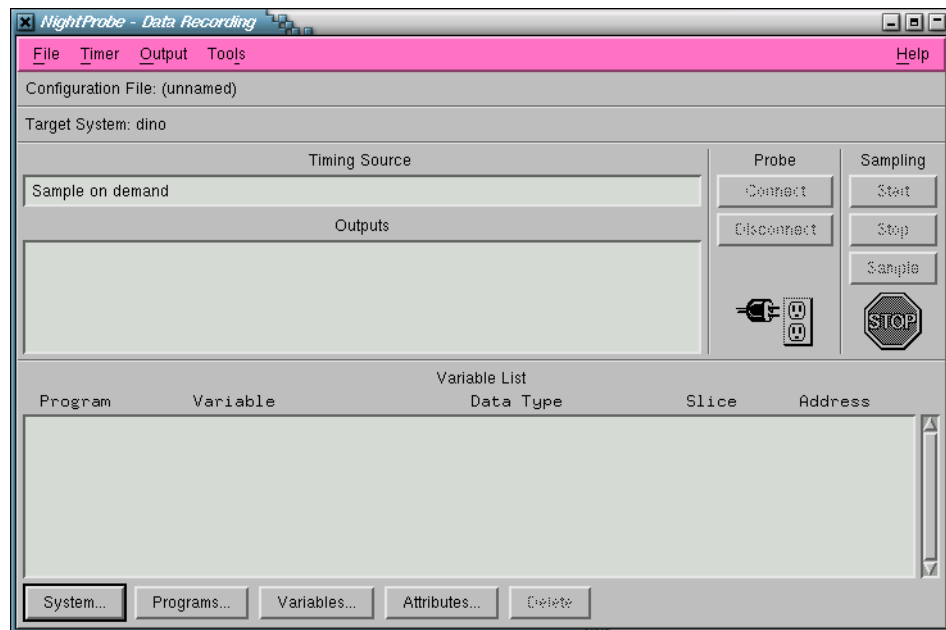 NightProbe - Data Recording
File Timer Output Tools Help
Configuration File: (unnamed)
Target System: dino
Timing Source
Sample on demand
Outputs
Probe
Connect
Disconnect
Sampling
Start
Stop
Sample
STOP
Variable List
Program Variable Data Type Slice Address
System... Programs... Variables... Attributes... Delete